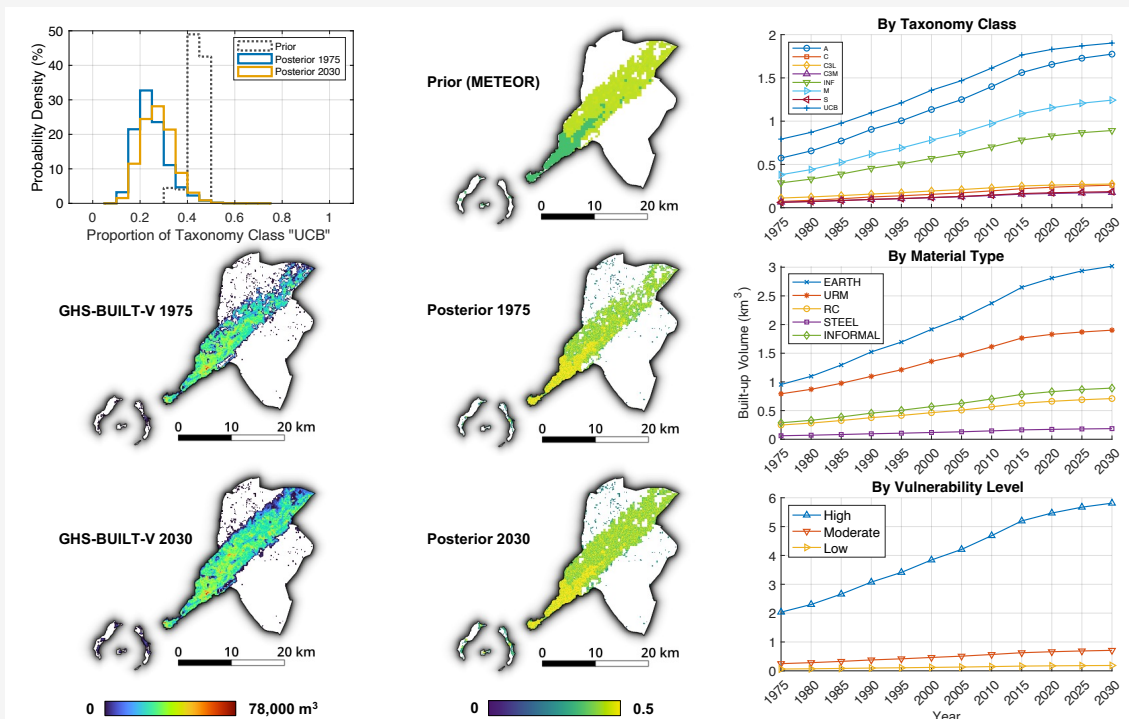 50
40
30
20
10
0
Probability Density (%)
Prior
Posterior 1975
Posterior 2030
0 0.2 0.4 0.6 0.8 1
Proportion of Taxonomy Class "UCB"
Prior (METEOR)
0 10 20 km
GHS-BUILT-V 1975
0 10 20 km
Posterior 1975
0 10 20 km
GHS-BUILT-V 2030
0 10 20 km
Posterior 2030
0 10 20 km
0 78,000 m³
0 0.5
By Taxonomy Class
2
1.5
1
0.5
0
A
C
C3L
C3M
INF
M
S
UCB
1975 1980 1985 1990 1995 2000 2005 2010 2015 2020 2025 2030
By Material Type
3
2.5
2
1.5
1
0.5
0
Built-up Volume (km³)
EARTH
URM
RC
STEEL
INFORMAL
1975 1980 1985 1990 1995 2000 2005 2010 2015 2020 2025 2030
By Vulnerability Level
6
5
4
3
2
1
0
High
Moderate
Low
1975 1980 1985 1990 1995 2000 2005 2010 2015 2020 2025 2030
Year